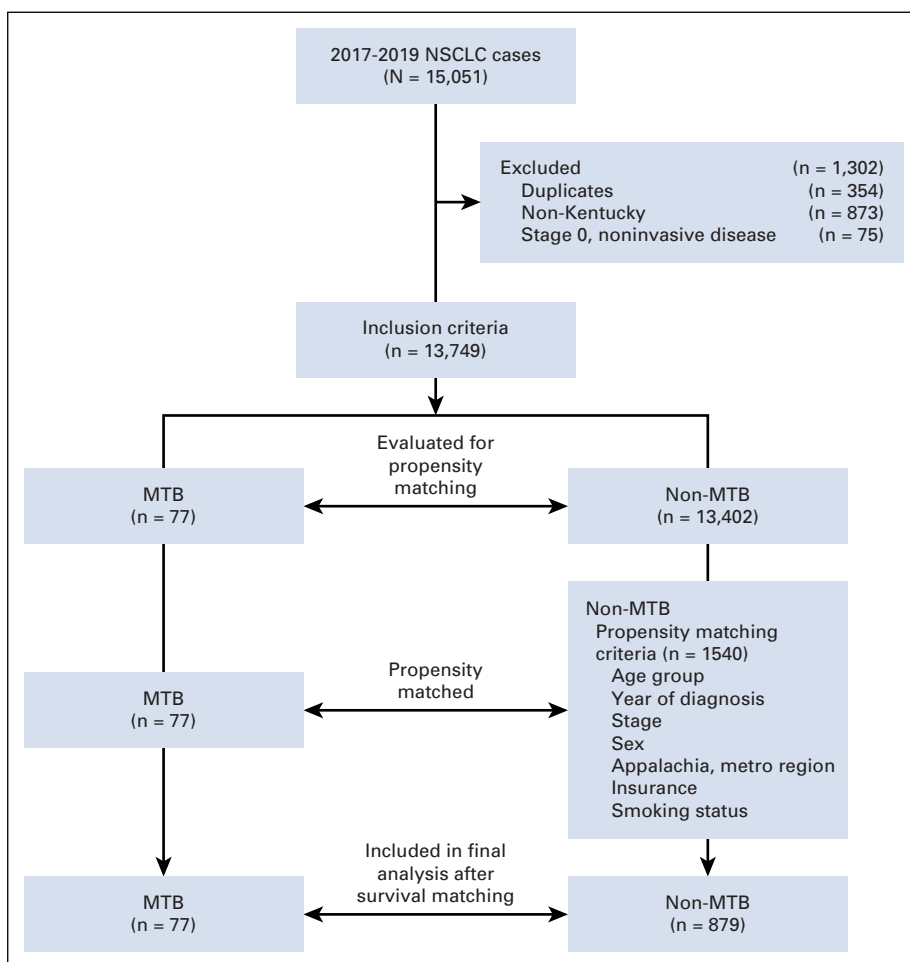 2017-2019 NSCLC cases
(N = 15,051)
Excluded (n = 1,302)
Duplicates (n = 354)
Non-Kentucky (n = 873)
Stage 0, noninvasive disease (n = 75)
Inclusion criteria
(n = 13,749)
Evaluated for
propensity
matching
MTB
(n = 77)
Non-MTB
(n = 13,402)
Non-MTB
Propensity matching
criteria (n = 1540)
Age group
Year of diagnosis
Stage
Sex
Appalachia, metro region
Insurance
Smoking status
Propensity
matched
MTB
(n = 77)
Included in final
analysis after
survival matching
MTB
(n = 77)
Non-MTB
(n = 879)